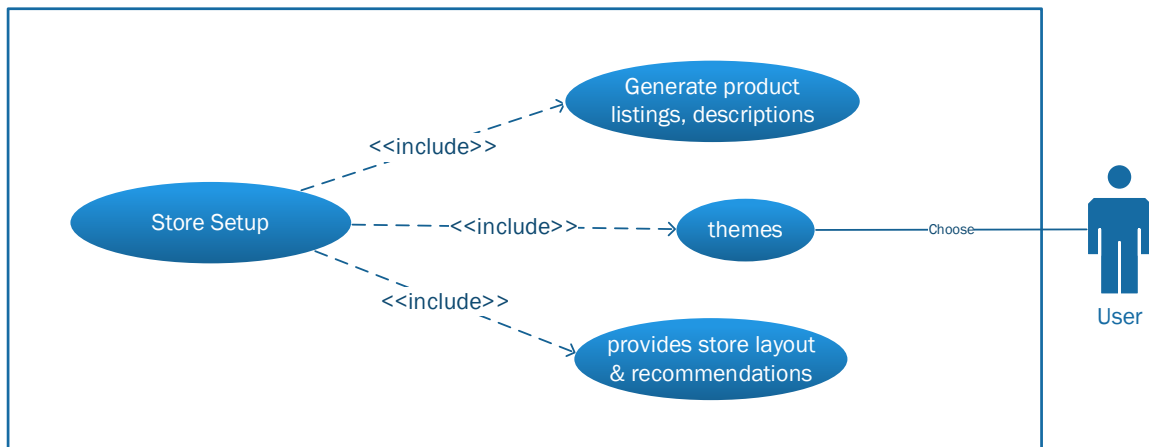 Generate product
listings, descriptions
<<include>>
Store Setup
<<include>>
themes
Choose
<<include>>
User
provides store layout
& recommendations